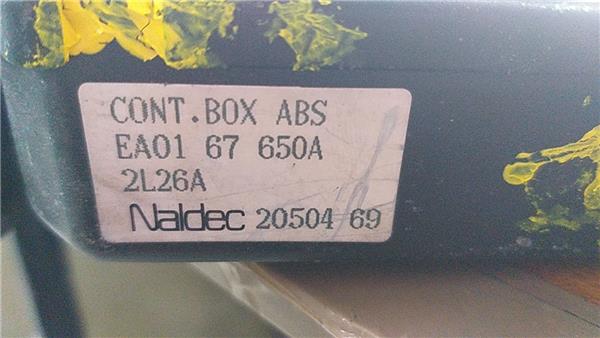 CONT.BOX ABS
EA01 67 650A
2L26A
Naldec 20504 69